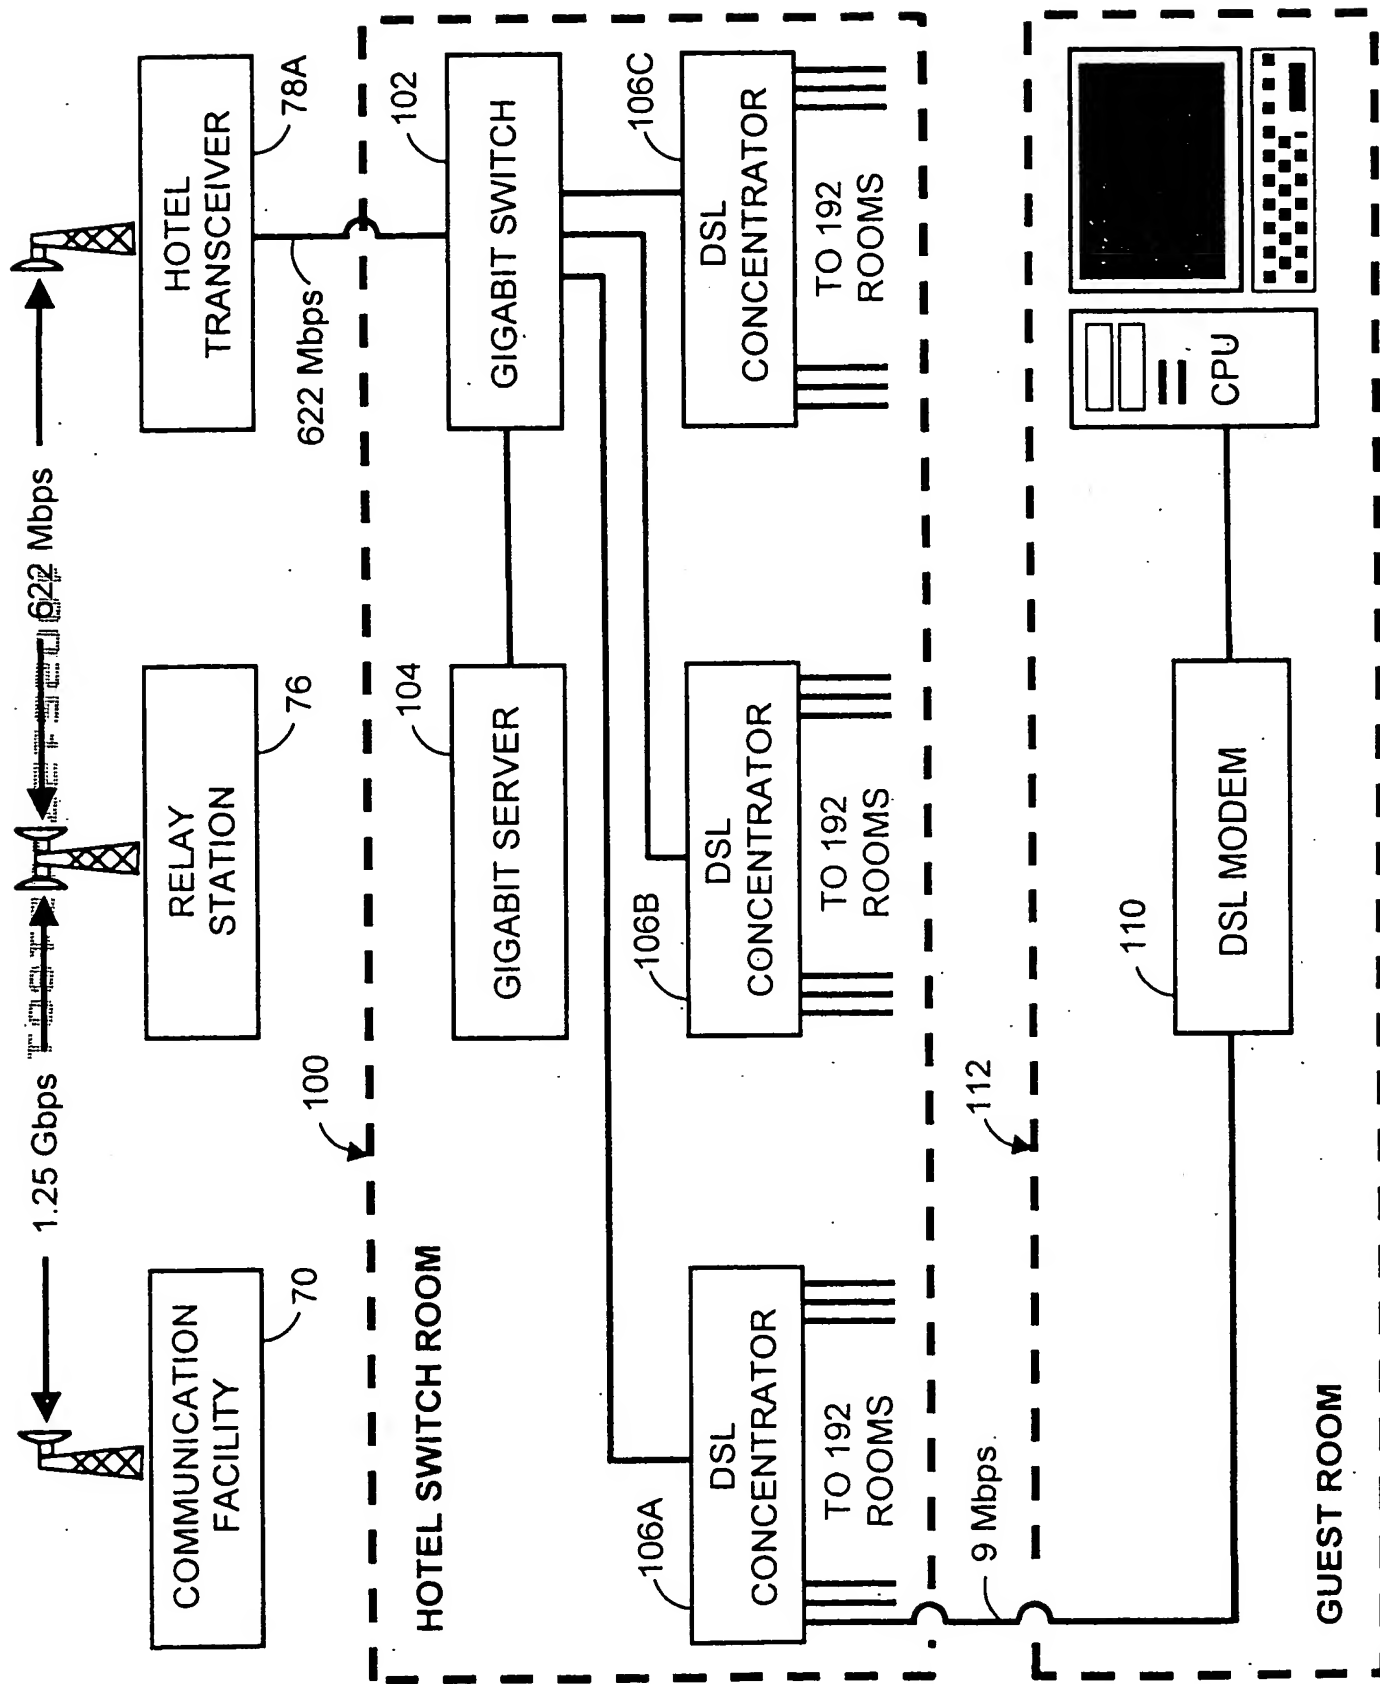 1.25 Gbps
622 Mbps
COMMUNICATION
FACILITY
70
RELAY
STATION
76
HOTEL
TRANSCEIVER
78A
622 Mbps
100
HOTEL SWITCH ROOM
GIGABIT SERVER
104
GIGABIT SWITCH
102
106A
DSL
CONCENTRATOR
TO 192
ROOMS
106B
DSL
CONCENTRATOR
TO 192
ROOMS
106C
DSL
CONCENTRATOR
TO 192
ROOMS
9 Mbps
112
110
DSL MODEM
CPU
GUEST ROOM